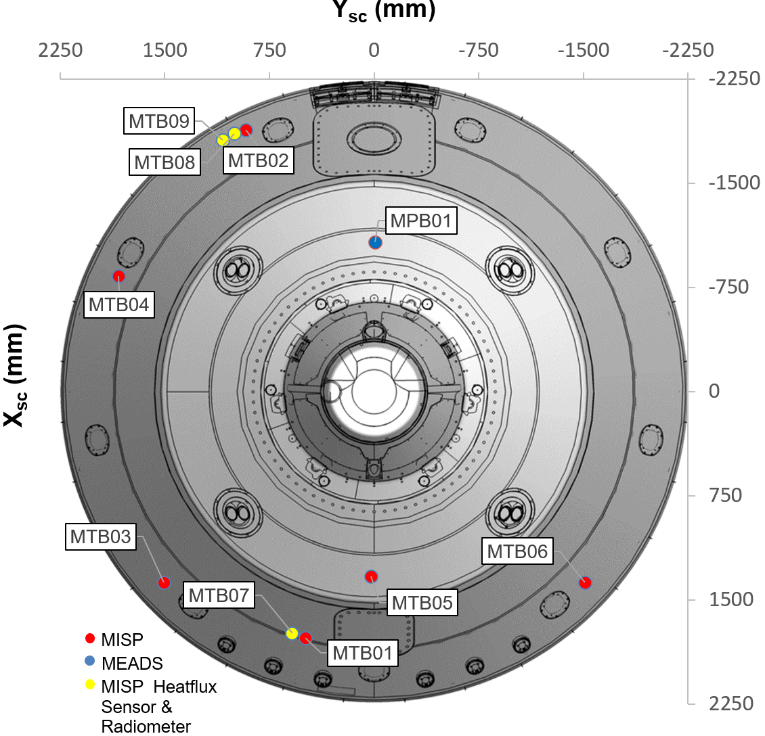 Ysc (mm)
2250 1500 750 0 -750 -1500 -2250
-2250
MTB09
MTB08
MTB02
-1500
MPB01
-750
MTB04
Xsc (mm)
0
750
MTB03
MTB06
1500
MTB07
MTB05
MISP
MTB01
MEADS
MISP Heatflux
Sensor &
Radiometer
2250